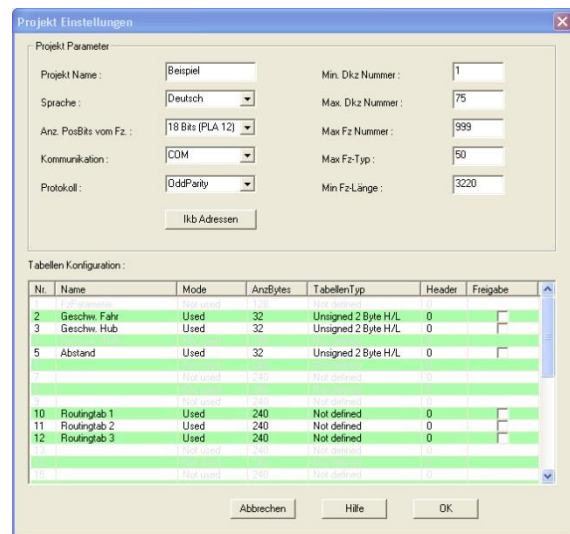 Projekt Einstellungen
Projekt Parameter
Projekt Name : Beispiel
Sprache : Deutsch
Anz. PosBits vom Fz. : 18 Bits (PLA 12)
Kommunikation : COM
Protokoll : OddParity
Ikb Adressen
Min. Dkz Nummer : 1
Max. Dkz Nummer : 75
Max Fz Nummer : 999
Max Fz-Typ : 50
Min Fz-Länge : 3220
Tabellen Konfiguration :
Nr. Name Mode AnzBytes TabellenTyp Header Freigabe
1 FzParameter Not used 128 Not defined 0
2 Geschw. Fahr Used 32 Unsigned 2 Byte H/L 0
3 Geschw. Hub Used 32 Unsigned 2 Byte H/L 0
5 Abstand Used 32 Unsigned 2 Byte H/L 0
7 Not used 240 Not defined 0
9 Not used 240 Not defined 0
10 Routingtab 1 Used 240 Not defined 0
11 Routingtab 2 Used 240 Not defined 0
12 Routingtab 3 Used 240 Not defined 0
13 Not used 240 Not defined 0
15 Not used 240 Not defined 0
Abbrechen Hilfe OK